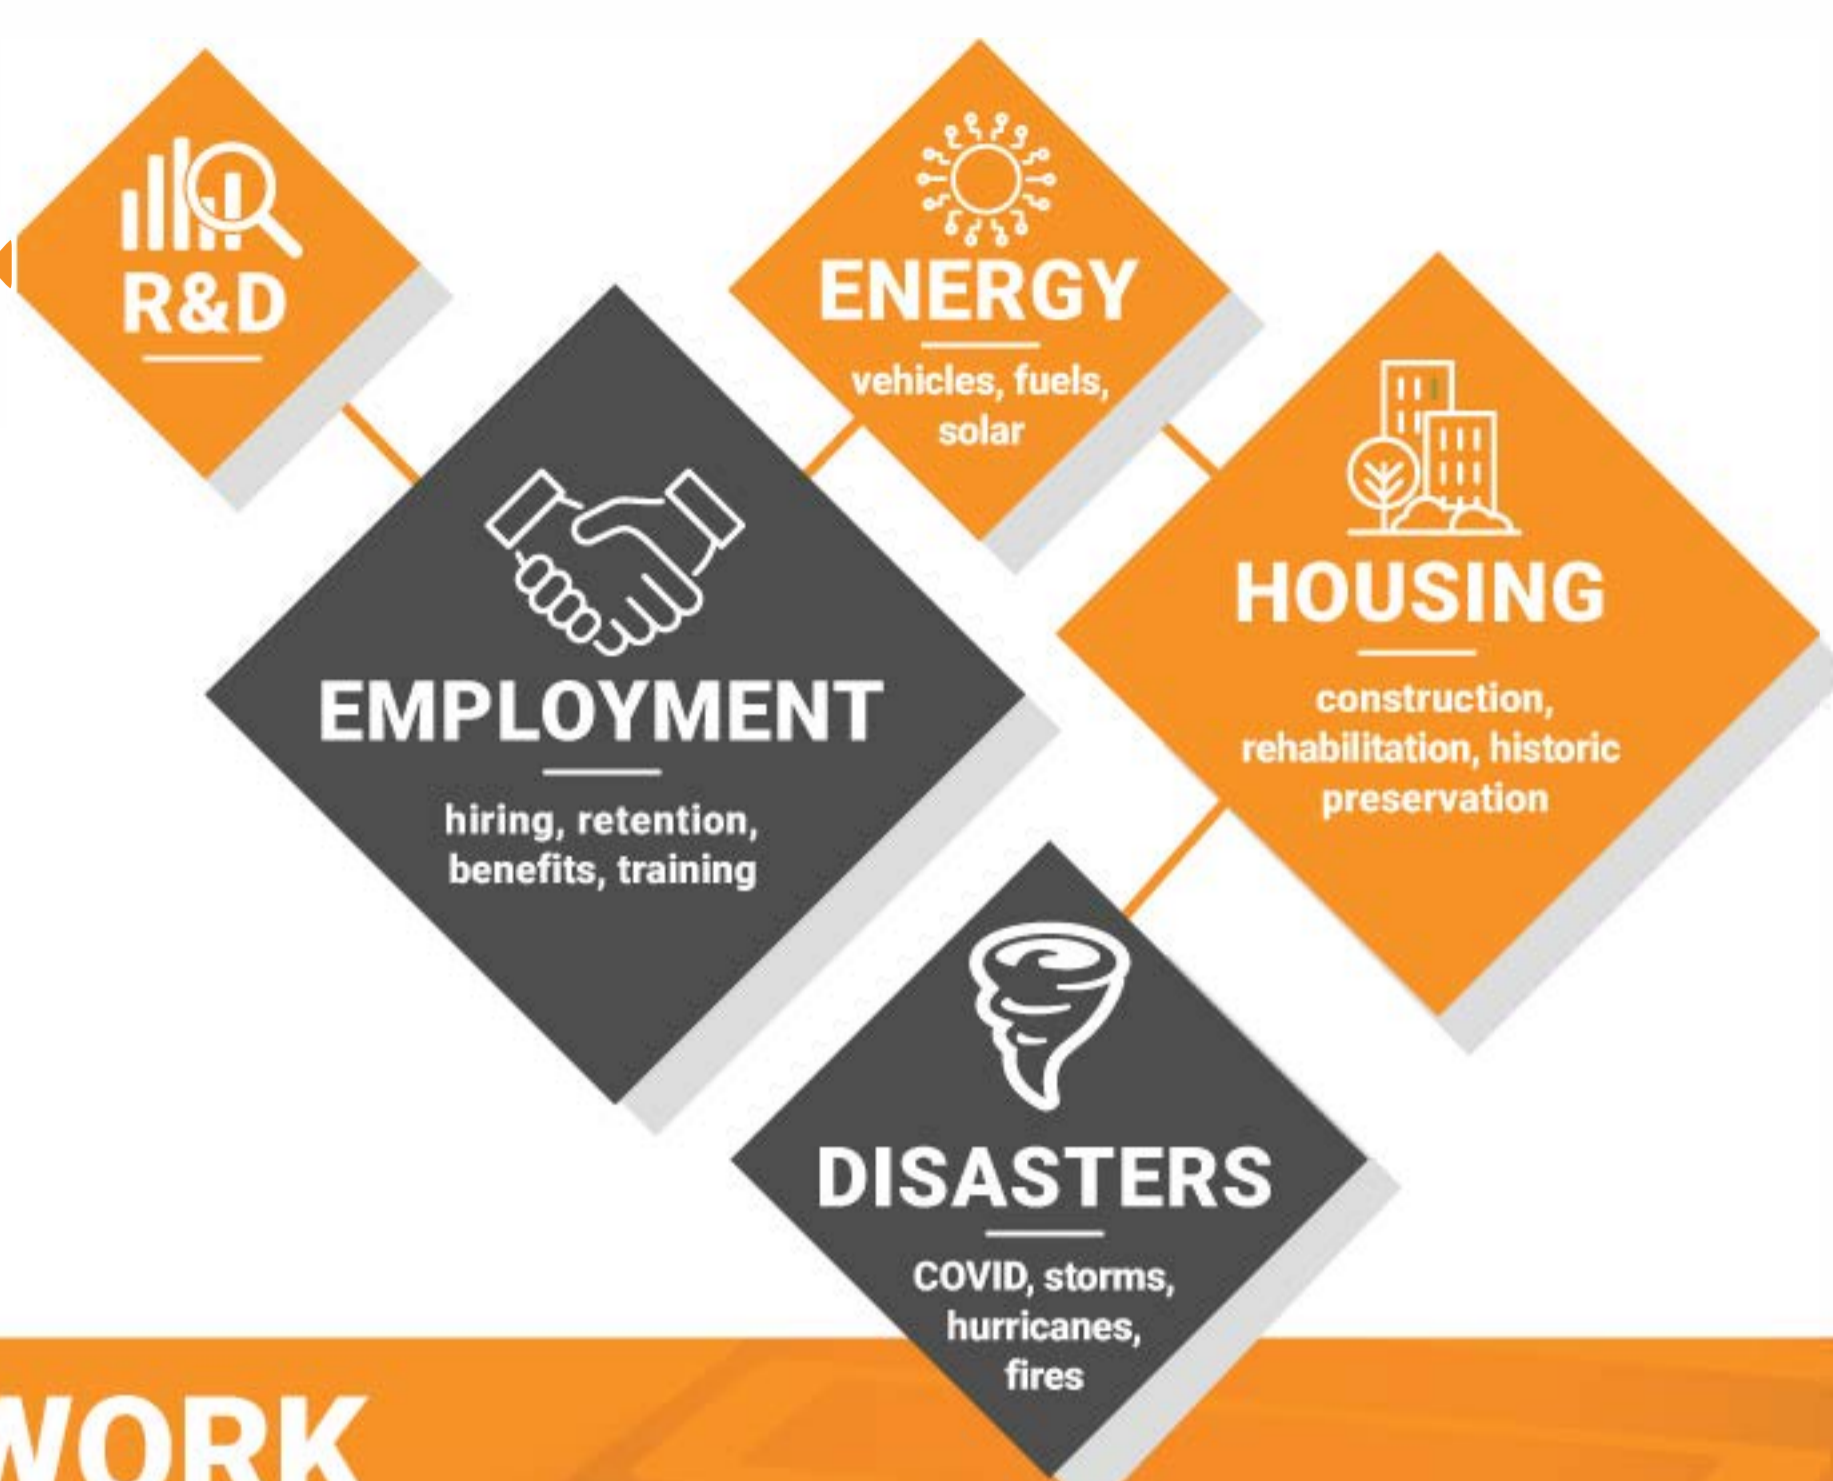 R&D
ENERGY
vehicles, fuels,
solar
EMPLOYMENT
hiring, retention,
benefits, training
HOUSING
construction,
rehabilitation, historic
preservation
DISASTERS
COVID, storms,
hurricanes,
fires
WORK